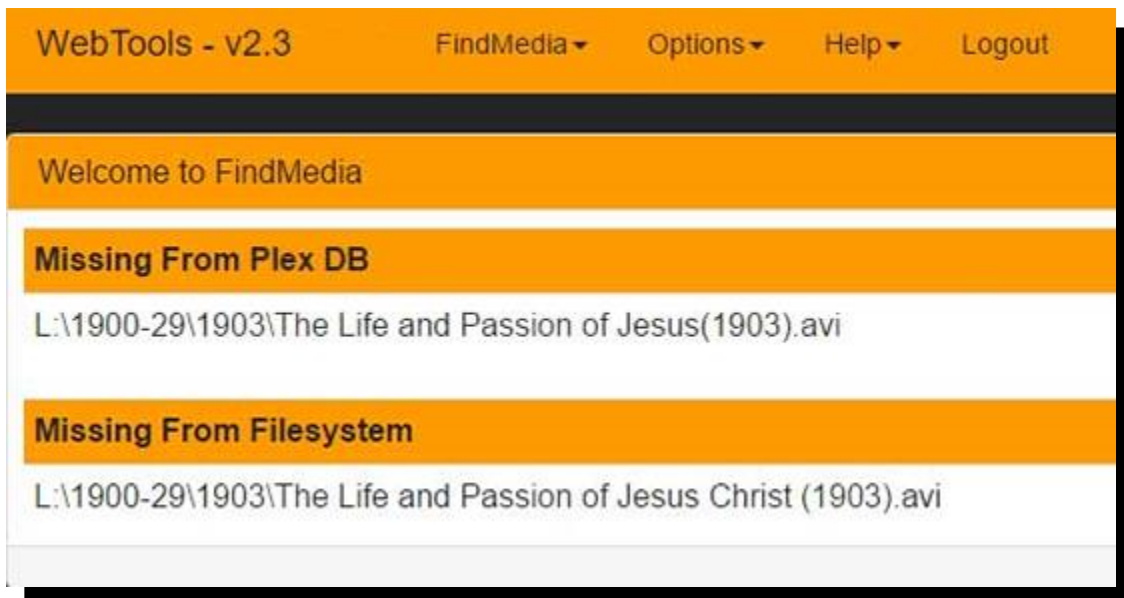 WebTools - v2.3 FindMedia Options Help Logout
Welcome to FindMedia
Missing From Plex DB
L:\1900-29\1903\The Life and Passion of Jesus(1903).avi
Missing From Filesystem
L:\1900-29\1903\The Life and Passion of Jesus Christ (1903).avi